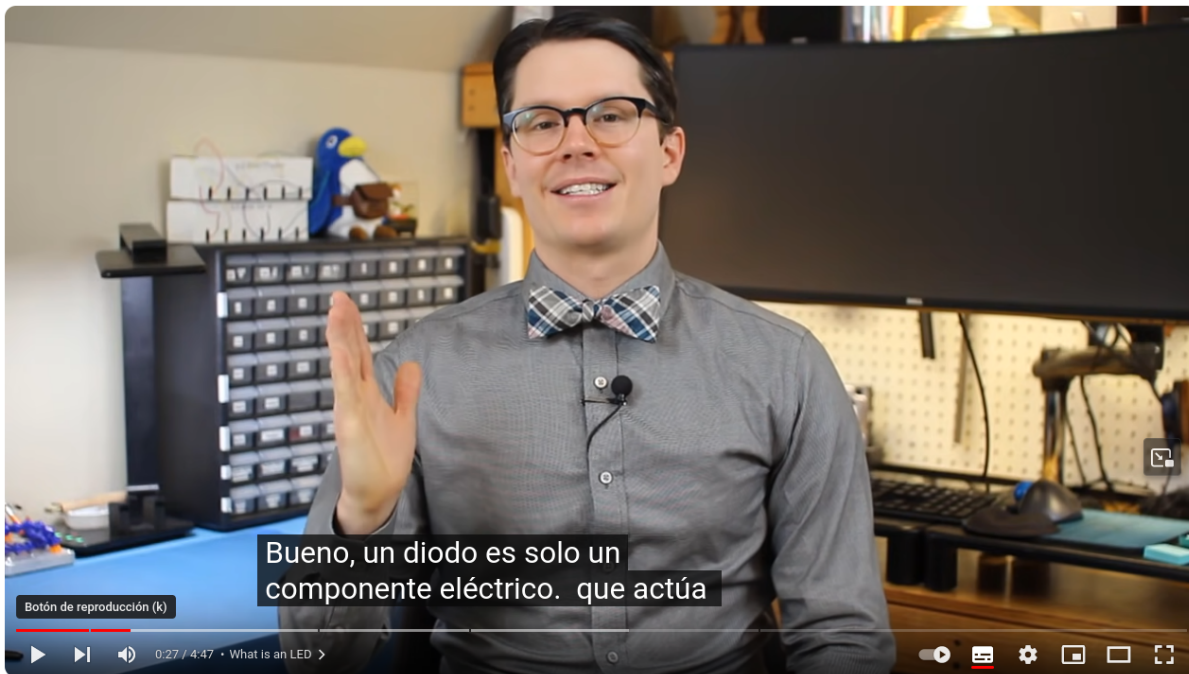 Bueno, un diodo es solo un
componente eléctrico.  que actúa
Botón de reproducción (k)
0:27 / 4:47 • What is an LED